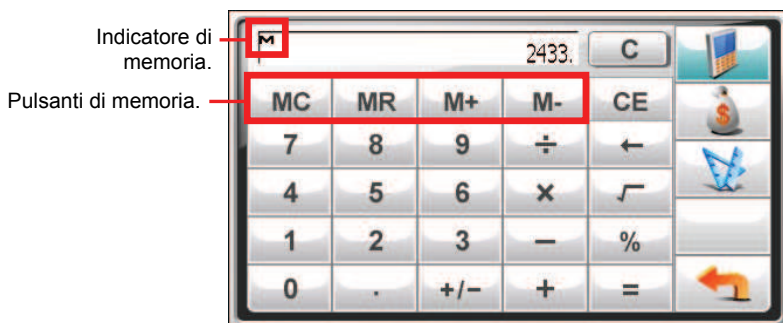 Indicatore di
memoria.
M
2433.
C
Pulsanti di memoria.
MC MR M+ M- CE
7 8 9 ÷ ←
4 5 6 × √
1 2 3 − %
0 . +/− + =
$